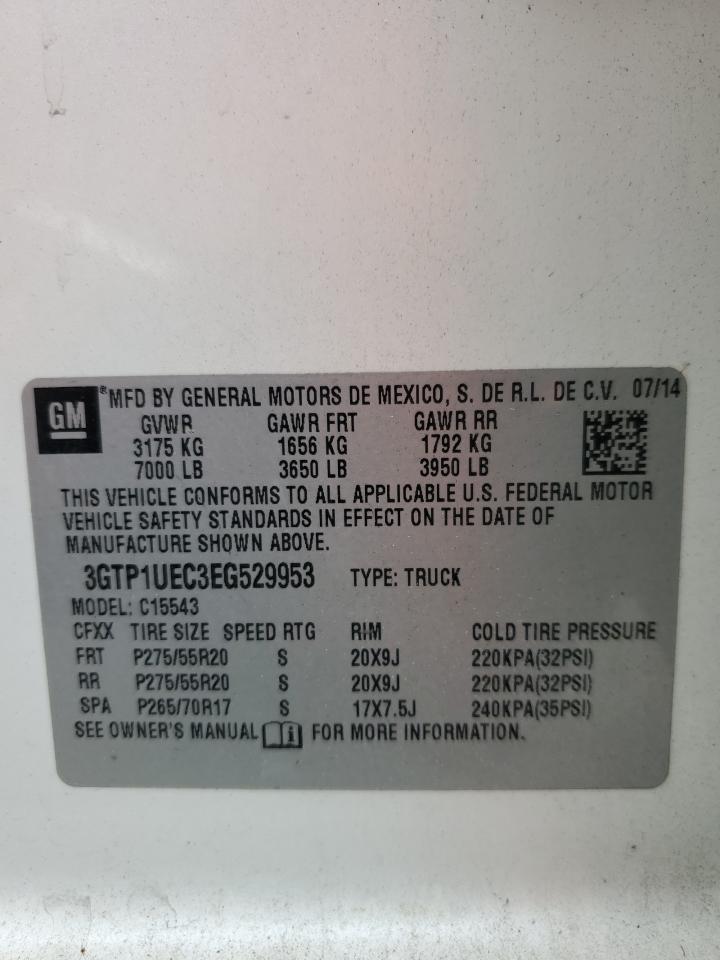 GM ® MFD BY GENERAL MOTORS DE MEXICO, S. DE R.L. DE C.V. 07/14
GVWR GAWR FRT GAWR RR
3175 KG 1656 KG 1792 KG
7000 LB 3650 LB 3950 LB
THIS VEHICLE CONFORMS TO ALL APPLICABLE U.S. FEDERAL MOTOR
VEHICLE SAFETY STANDARDS IN EFFECT ON THE DATE OF
MANUFACTURE SHOWN ABOVE.
3GTP1UEC3EG529953 TYPE: TRUCK
MODEL: C15543
CFXX TIRE SIZE SPEED RTG RIM COLD TIRE PRESSURE
FRT P275/55R20 S 20X9J 220KPA(32PSI)
RR P275/55R20 S 20X9J 220KPA(32PSI)
SPA P265/70R17 S 17X7.5J 240KPA(35PSI)
SEE OWNER'S MANUAL i FOR MORE INFORMATION.